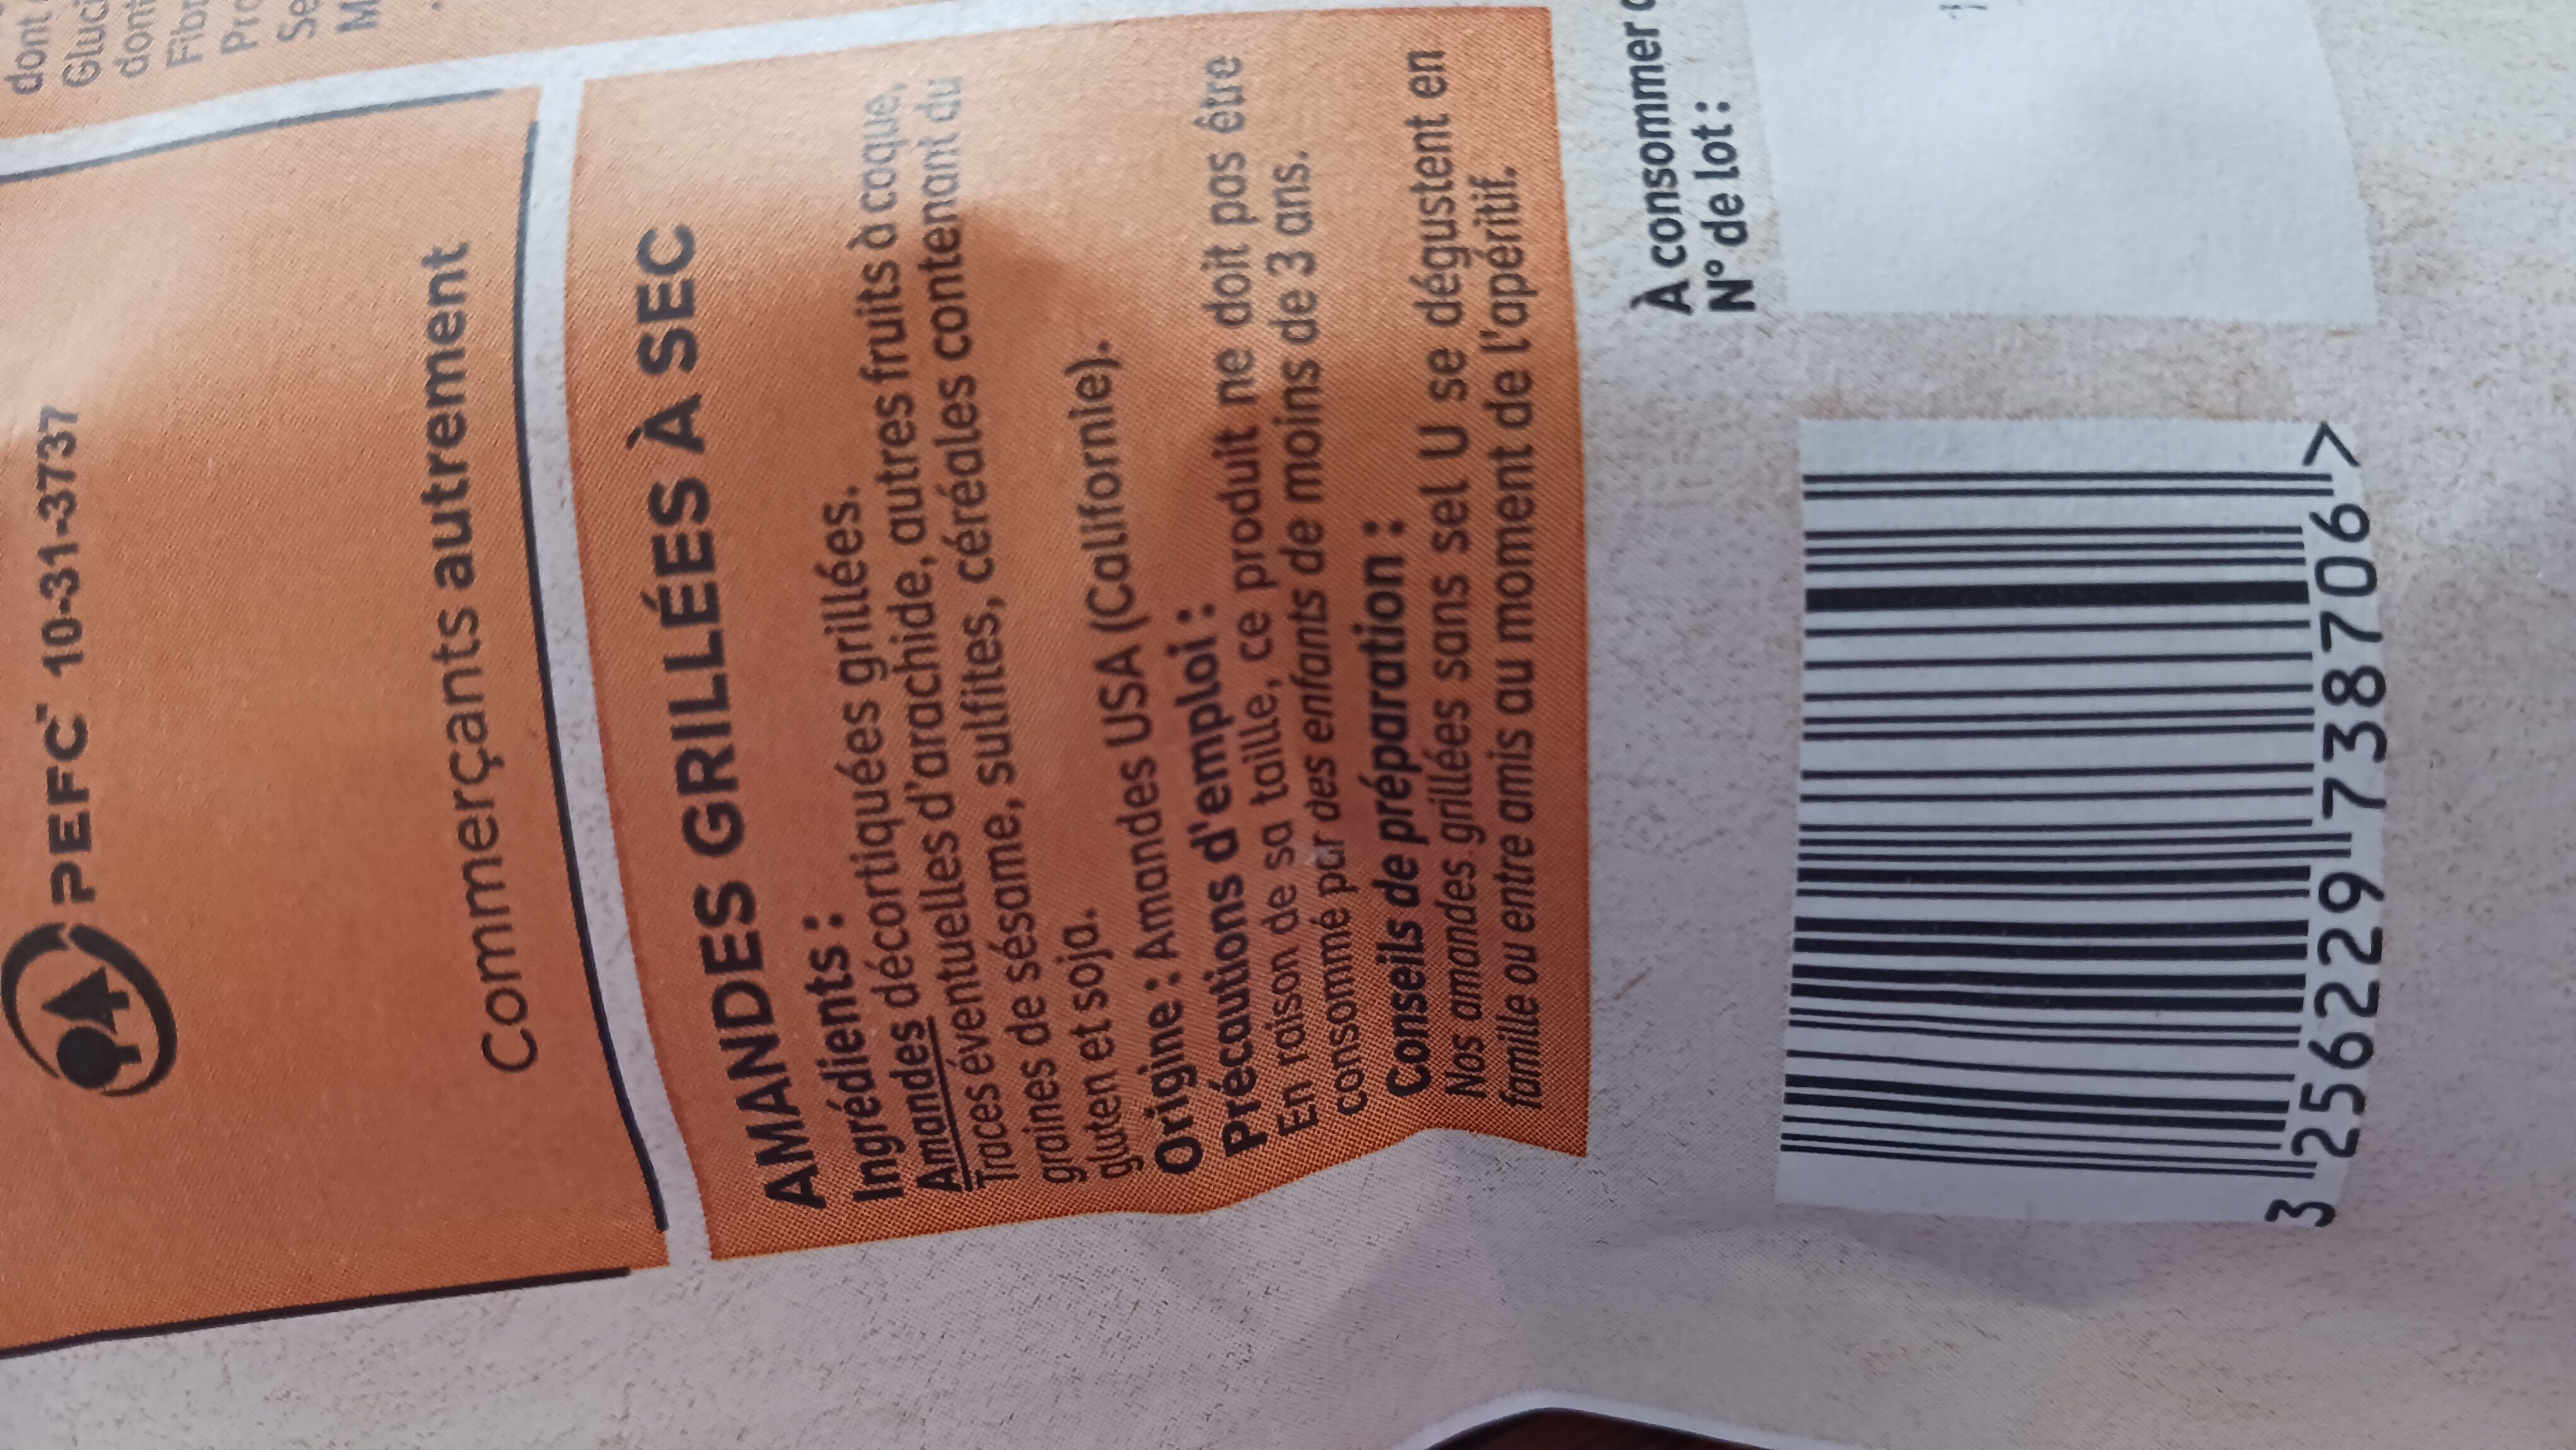 dont
PEFC™ 10-31-3737
Commerçants autrement
AMANDES GRILLÉES À SEC
Ingrédients :
Amandes décortiquées grillées.
Traces éventuelles d'arachide, autres fruits à coque,
graines de sésame, sulfites, céréales contenant du
gluten et soja.
Origine : Amandes USA (Californie).
Précautions d'emploi :
En raison de sa taille, ce produit ne doit pas être
consommé par des enfants de moins de 3 ans.
Conseils de préparation :
Nos amandes grillées sans sel U se dégustent en
famille ou entre amis au moment de l'apéritif.
À consommer
N° de lot :
3 256229 738706 >